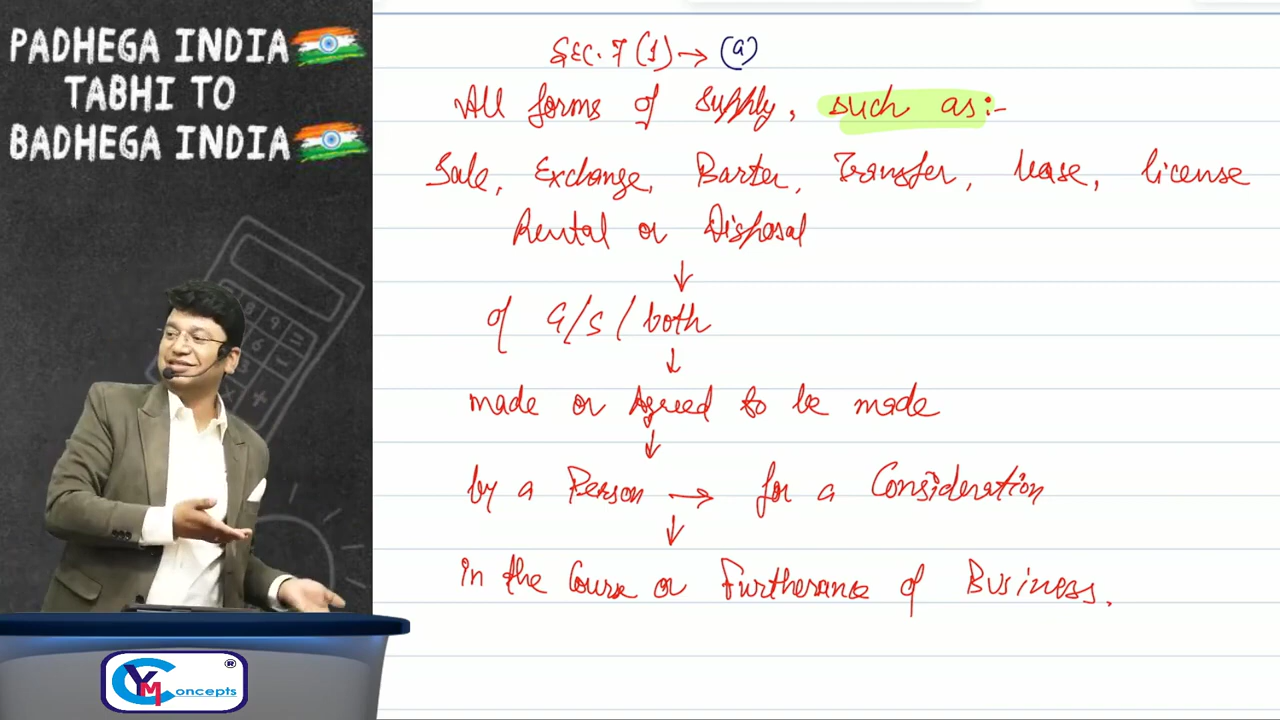 PADHEGA INDIA
TABHI TO
BADHEGA INDIA
SEC. 7 (1) → (a)
All forms of Supply, such as:-
Sale, Exchange, Barter, Transfer, lease, license
Rental or Disposal
↓
of G/S/both
↓
made or Agreed to be made
↓
by a Person → for a Consideration
↓
in the Course or Furtherance of Business.
YM Concepts ®